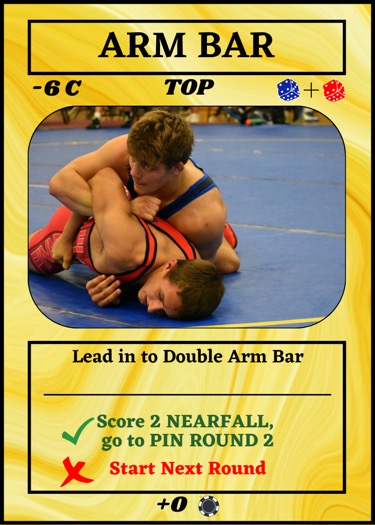 ARM BAR
-6 C TOP +
Lead in to Double Arm Bar
Score 2 NEARFALL,
go to PIN ROUND 2
Start Next Round
+0